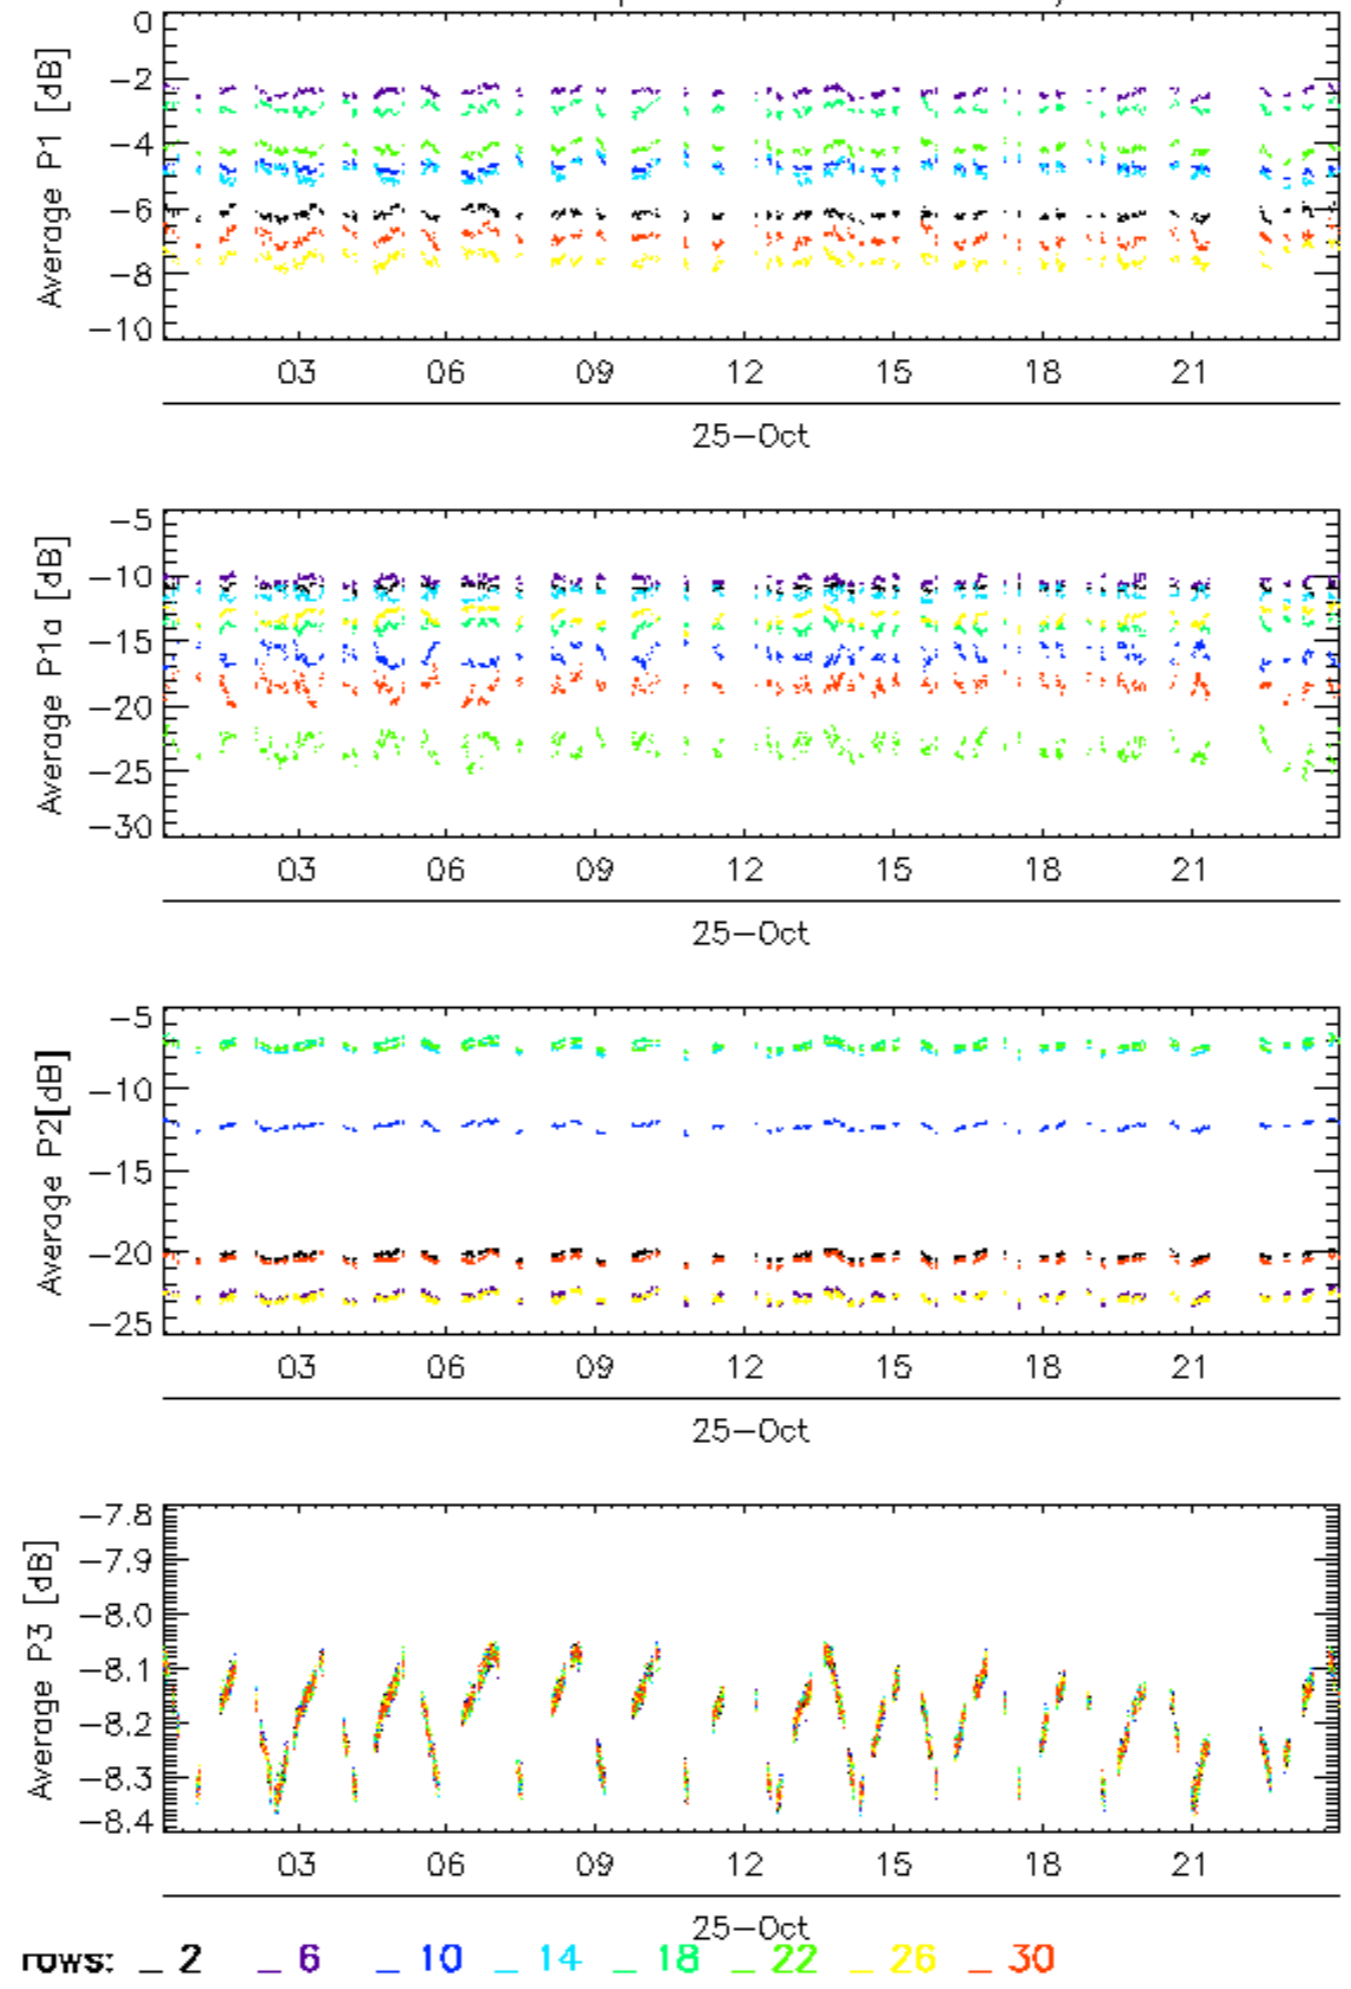 Average P1 [dB]
0
−2
−4
−6
−8
−10
03 06 09 12 15 18 21
25−Oct
Average P1a [dB]
−5
−10
−15
−20
−25
−30
03 06 09 12 15 18 21
25−Oct
Average P2[dB]
−5
−10
−15
−20
−25
03 06 09 12 15 18 21
25−Oct
Average P3 [dB]
−7.8
−7.9
−8.0
−8.1
−8.2
−8.3
−8.4
03 06 09 12 15 18 21
25−Oct
rows: _ 2 _ 6 _ 10 _ 14 _ 18 _ 22 _ 26 _ 30